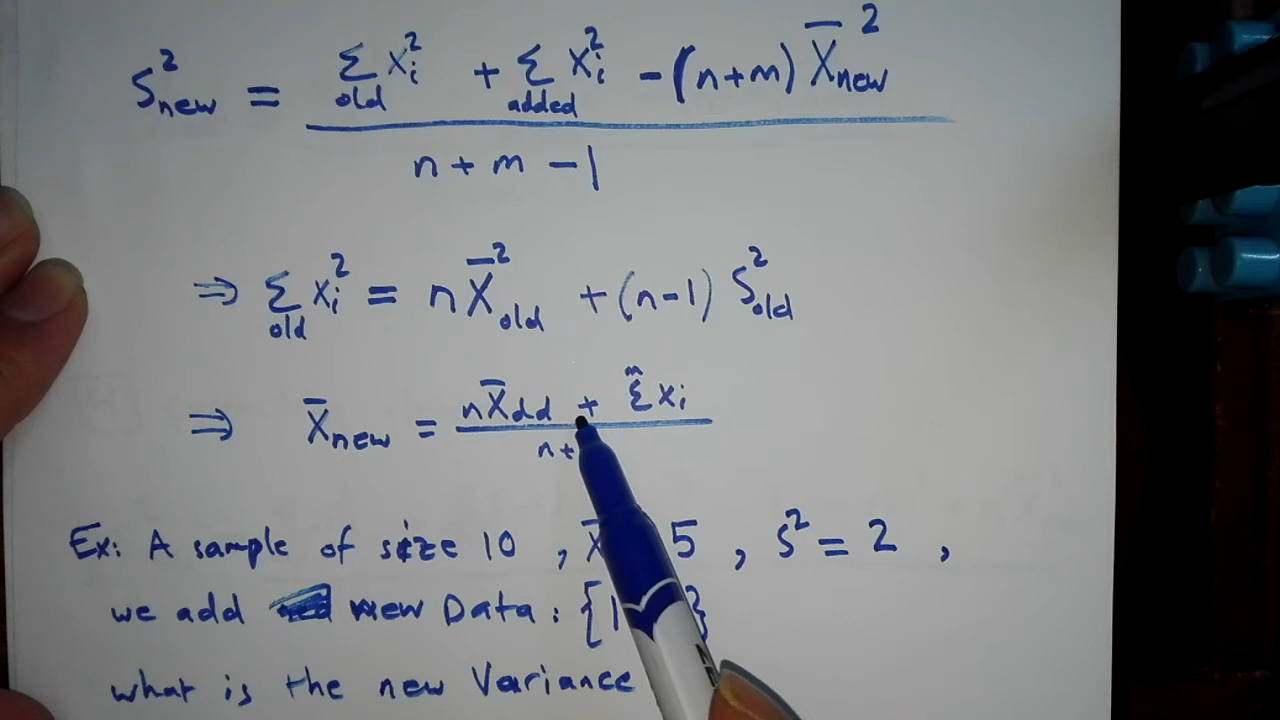 S²new = (Σold xᵢ² + Σadded xᵢ² - (n+m) X̄new²) / (n + m - 1)
⇒ Σold xᵢ² = n X̄old² + (n-1) S²old
⇒ X̄new = (n X̄old + Σᵐ xᵢ) / n+
Ex: A sample of size 10 , X̄ 5 , S² = 2 ,
we add new Data : {1 }
what is the new Variance